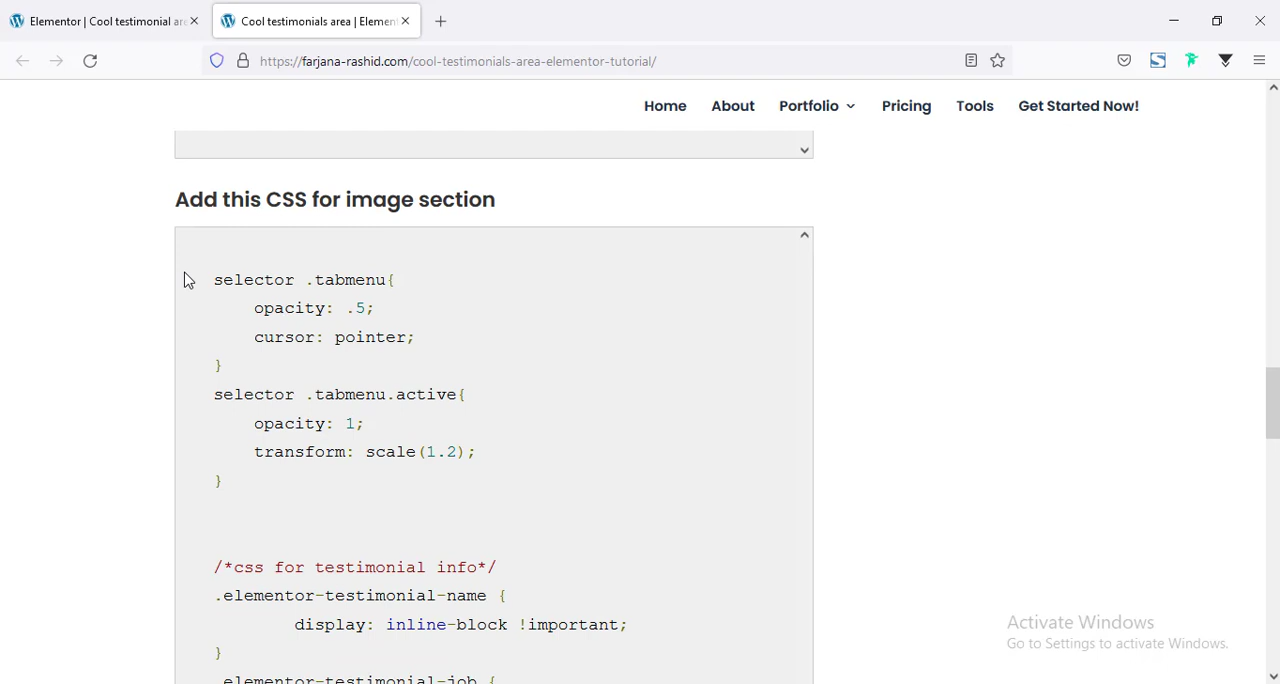 Elementor | Cool testimonial ar
Cool testimonials area | Elemen
https://farjana-rashid.com/cool-testimonials-area-elementor-tutorial/
Home About Portfolio Pricing Tools Get Started Now!
Add this CSS for image section
selector .tabmenu{
opacity: .5;
cursor: pointer;
}
selector .tabmenu.active{
opacity: 1;
transform: scale(1.2);
}
/*css for testimonial info*/
.elementor-testimonial-name {
display: inline-block !important;
}
.elementor-testimonial-job {
Activate Windows
Go to Settings to activate Windows.